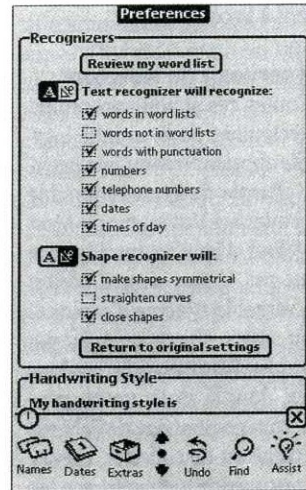 Preferences
Recognizers
Review my word list
A Text recognizer will recognize:
words in word lists
words not in word lists
words with punctuation
numbers
telephone numbers
dates
times of day
A Shape recognizer will:
make shapes symmetrical
straighten curves
close shapes
Return to original settings
Handwriting Style
My handwriting style is
Names Dates Extras Undo Find Assist